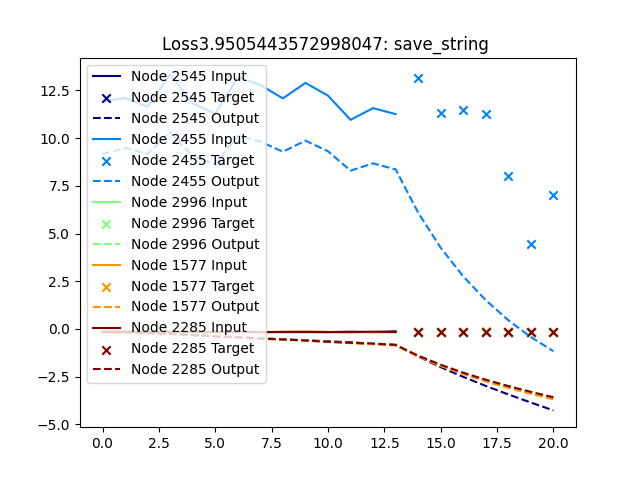 Loss3.9505443572998047: save_string
12.5
10.0
7.5
5.0
2.5
0.0
−2.5
−5.0
Node 2545 Input
Node 2545 Target
Node 2545 Output
Node 2455 Input
Node 2455 Target
Node 2455 Output
Node 2996 Input
Node 2996 Target
Node 2996 Output
Node 1577 Input
Node 1577 Target
Node 1577 Output
Node 2285 Input
Node 2285 Target
Node 2285 Output
0.0 2.5 5.0 7.5 10.0 12.5 15.0 17.5 20.0